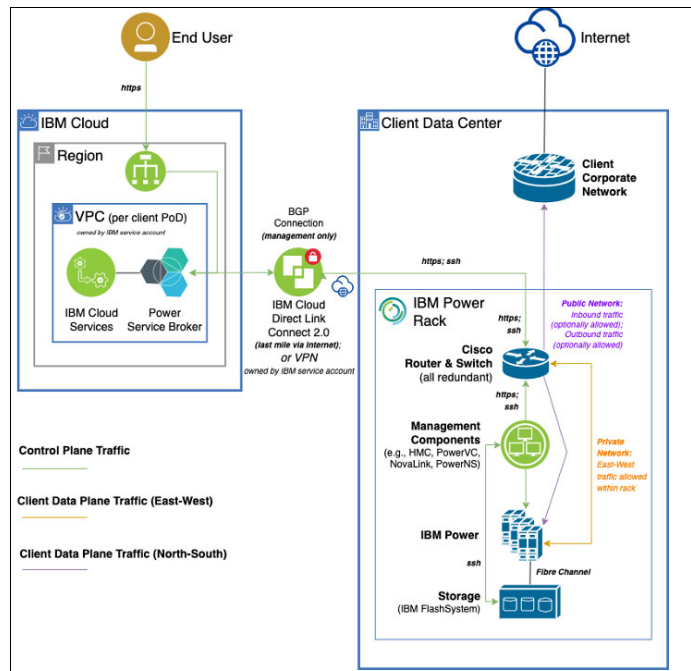 End User
Internet
https
IBM Cloud
Client Data Center
Region
Client
Corporate
Network
VPC (per client PoD)
owned by IBM service account
BGP
Connection
(management only)
https; ssh
IBM Cloud
Services
Power
Service Broker
IBM Cloud
Direct Link
Connect 2.0
(last mile via internet);
or VPN
owned by IBM service account
IBM Power
Rack
Public Network:
Inbound traffic
(optionally allowed);
Outbound traffic
(optionally allowed)
https;
ssh
Cisco
Router & Switch
(all redundant)
https;
ssh
Management
Components
(e.g., HMC, PowerVC,
NovaLink, PowerNS)
Private
Network:
East-West
traffic allowed
within rack
Control Plane Traffic
Client Data Plane Traffic (East-West)
Client Data Plane Traffic (North-South)
IBM Power
ssh
Fibre Channel
Storage
(IBM FlashSystem)